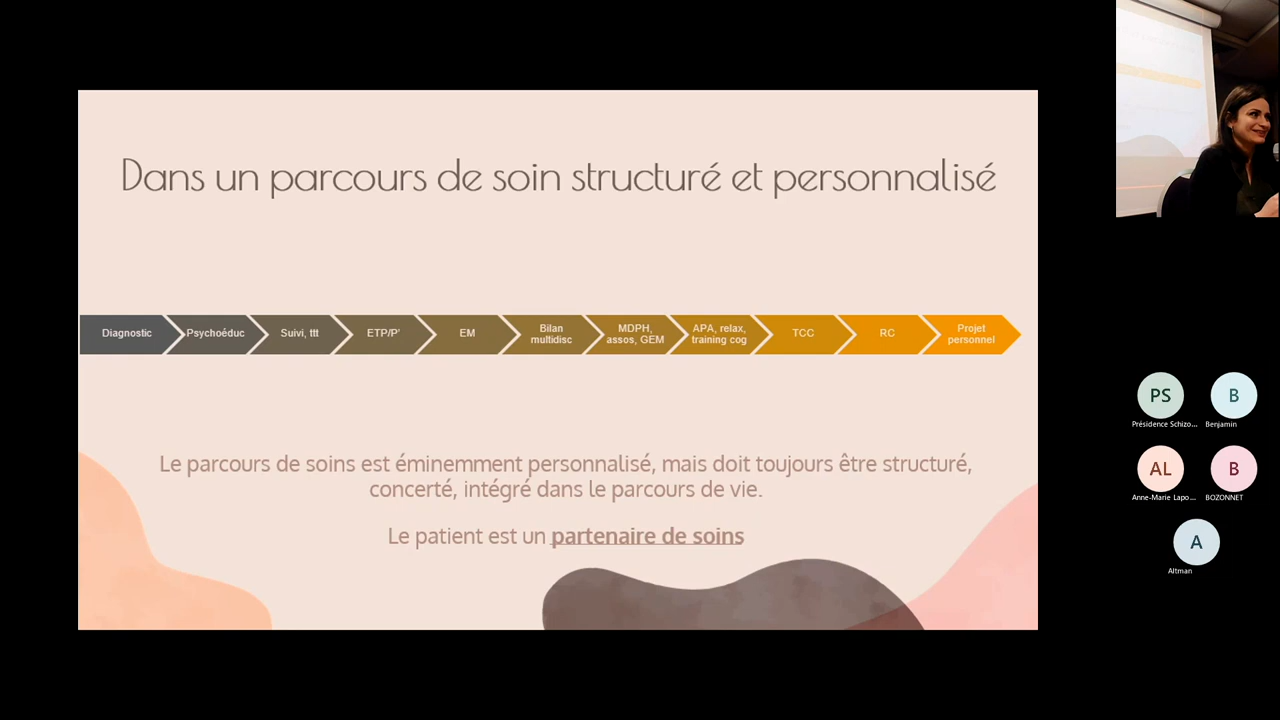 Dans un parcours de soin structuré et personnalisé
Diagnostic
Psychoéduc
Suivi, ttt
ETP/P'
EM
Bilan
multidisc
MDPH,
assos, GEM
APA, relax,
training cog
TCC
RC
Projet
personnel
Le parcours de soins est éminemment personnalisé, mais doit toujours être structuré,
concerté, intégré dans le parcours de vie.
Le patient est un partenaire de soins
PS
Présidence Schizo...
B
Benjamin
AL
Anne-Marie Lapo...
B
BOZONNET
A
Altman